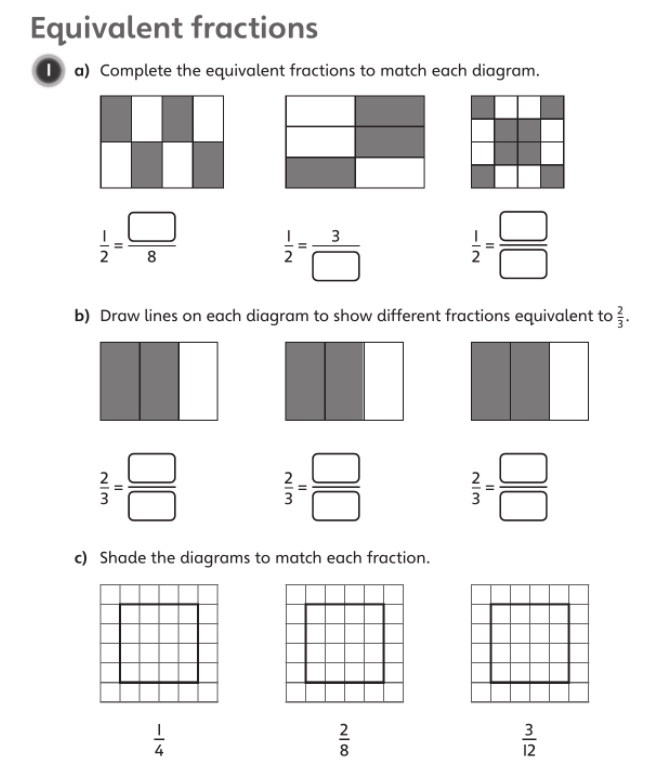 Equivalent fractions
1 a) Complete the equivalent fractions to match each diagram.
1/2 = □/8 1/2 = 3/□ 1/2 = □/□
b) Draw lines on each diagram to show different fractions equivalent to 2/3.
2/3 = □/□ 2/3 = □/□ 2/3 = □/□
c) Shade the diagrams to match each fraction.
1/4 2/8 3/12